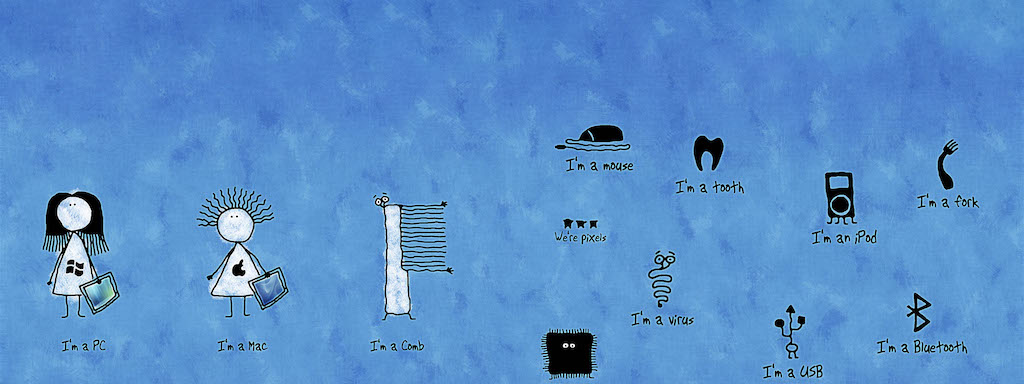 I'm a mouse
I'm a tooth
I'm a fork
We're pixels
I'm an iPod
I'm a virus
I'm a PC
I'm a Mac
I'm a Comb
I'm a USB
I'm a Bluetooth